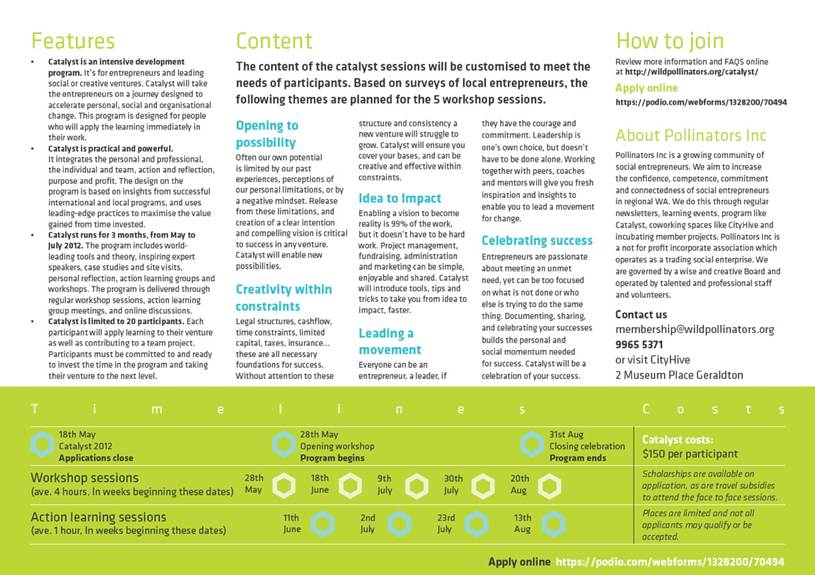 Features
• Catalyst is an intensive development
program. It's for entrepreneurs and leading
social or creative ventures. Catalyst will take
the entrepreneurs on a journey designed to
accelerate personal, social and organisational
change. This program is designed for people
who will apply the learning immediately in
their work.
• Catalyst is practical and powerful.
It integrates the personal and professional,
the individual and team, action and reflection,
purpose and profit. The design on the
program is based on insights from successful
international and local programs, and uses
leading-edge practices to maximise the value
gained from time invested.
• Catalyst runs for 3 months, from May to
July 2012. The program includes world-
leading tools and theory, inspiring expert
speakers, case studies and site visits,
personal reflection, action learning groups and
workshops. The program is delivered through
regular workshop sessions, action learning
group meetings, and online discussions.
• Catalyst is limited to 20 participants. Each
participant will apply learning to their venture
as well as contributing to a team project.
Participants must be committed to and ready
to invest the time in the program and taking
their venture to the next level.
Content
The content of the catalyst sessions will be customised to meet the
needs of participants. Based on surveys of local entrepreneurs, the
following themes are planned for the 5 workshop sessions.
Opening to
possibility
Often our own potential
is limited by our past
experiences, perceptions of
our personal limitations, or by
a negative mindset. Release
from these limitations, and
creation of a clear intention
and compelling vision is critical
to success in any venture.
Catalyst will enable new
possibilities.
Creativity within
constraints
Legal structures, cashflow,
time constraints, limited
capital, taxes, insurance...
these are all necessary
foundations for success.
Without attention to these
structure and consistency a
new venture will struggle to
grow. Catalyst will ensure you
cover your bases, and can be
creative and effective within
constraints.
Idea to Impact
Enabling a vision to become
reality is 99% of the work,
but it doesn't have to be hard
work. Project management,
fundraising, administration
and marketing can be simple,
enjoyable and shared. Catalyst
will introduce tools, tips and
tricks to take you from idea to
impact, faster.
Leading a
movement
Everyone can be an
entrepreneur, a leader, if
they have the courage and
commitment. Leadership is
one's own choice, but doesn't
have to be done alone. Working
together with peers, coaches
and mentors will give you fresh
inspiration and insights to
enable you to lead a movement
for change.
Celebrating success
Entrepreneurs are passionate
about meeting an unmet
need, yet can be too focused
on what is not done or who
else is trying to do the same
thing. Documenting, sharing,
and celebrating your successes
builds the personal and
social momentum needed
for success. Catalyst will be a
celebration of your success.
How to join
Review more information and FAQS online
at http://wildpollinators.org/catalyst/
Apply online
https://podio.com/webforms/1328200/70494
About Pollinators Inc
Pollinators Inc is a growing community of
social entrepreneurs. We aim to increase
the confidence, competence, commitment
and connectedness of social entrepreneurs
in regional WA. We do this through regular
newsletters, learning events, program like
Catalyst, coworking spaces like CityHive and
incubating member projects. Pollinators Inc is
a not for profit incorporate association which
operates as a trading social enterprise. We
are governed by a wise and creative Board and
operated by talented and professional staff
and volunteers.
Contact us
membership@wildpollinators.org
9965 5371
or visit CityHive
2 Museum Place Geraldton
Timelines
18th May
Catalyst 2012
Applications close
28th May
Opening workshop
Program begins
31st Aug
Closing celebration
Program ends
Workshop sessions
(ave. 4 hours. In weeks beginning these dates)
28th May
18th June
9th July
30th July
20th Aug
Action learning sessions
(ave. 1 hour, In weeks beginning these dates)
11th June
2nd July
23rd July
13th Aug
Costs
Catalyst costs:
$150 per participant
Scholarships are available on
application, as are travel subsidies
to attend the face to face sessions.
Places are limited and not all
applicants may qualify or be
accepted.
Apply online https://podio.com/webforms/1328200/70494